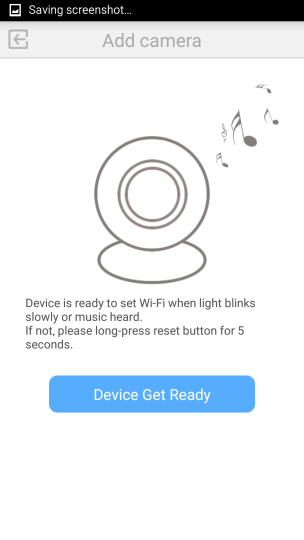 Saving screenshot...
Add camera
Device is ready to set Wi-Fi when light blinks
slowly or music heard.
If not, please long-press reset button for 5
seconds.
Device Get Ready